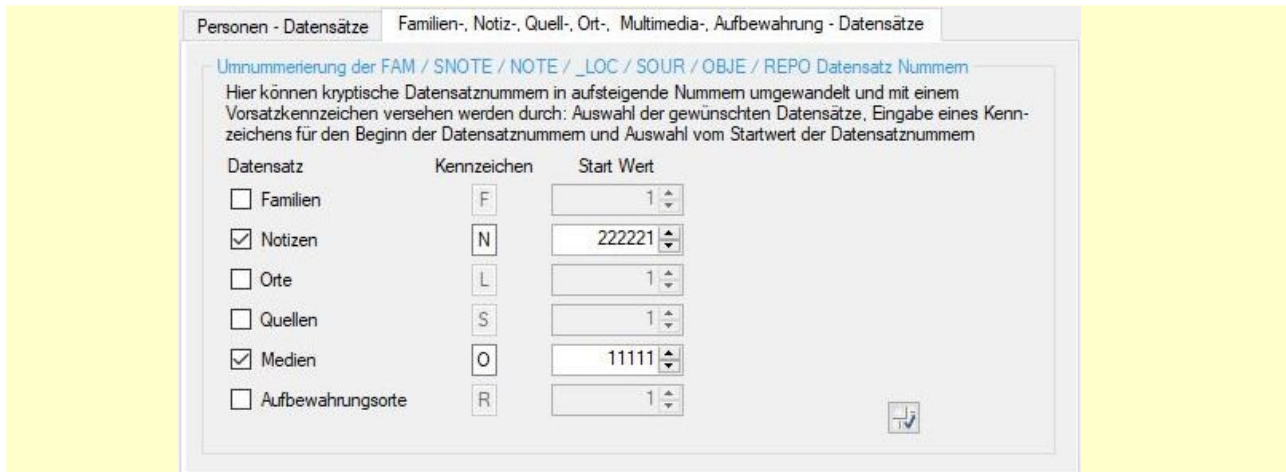 Personen - Datensätze Familien-, Notiz-, Quell-, Ort-, Multimedia-, Aufbewahrung - Datensätze
Umnummerierung der FAM / SNOTE / NOTE / _LOC / SOUR / OBJE / REPO Datensatz Nummern
Hier können kryptische Datensatznummern in aufsteigende Nummern umgewandelt und mit einem
Vorsatzkennzeichen versehen werden durch: Auswahl der gewünschten Datensätze, Eingabe eines Kenn-
zeichens für den Beginn der Datensatznummern und Auswahl vom Startwert der Datensatznummern
Datensatz Kennzeichen Start Wert
Familien F 1
Notizen N 222221
Orte L 1
Quellen S 1
Medien O 11111
Aufbewahrungsorte R 1